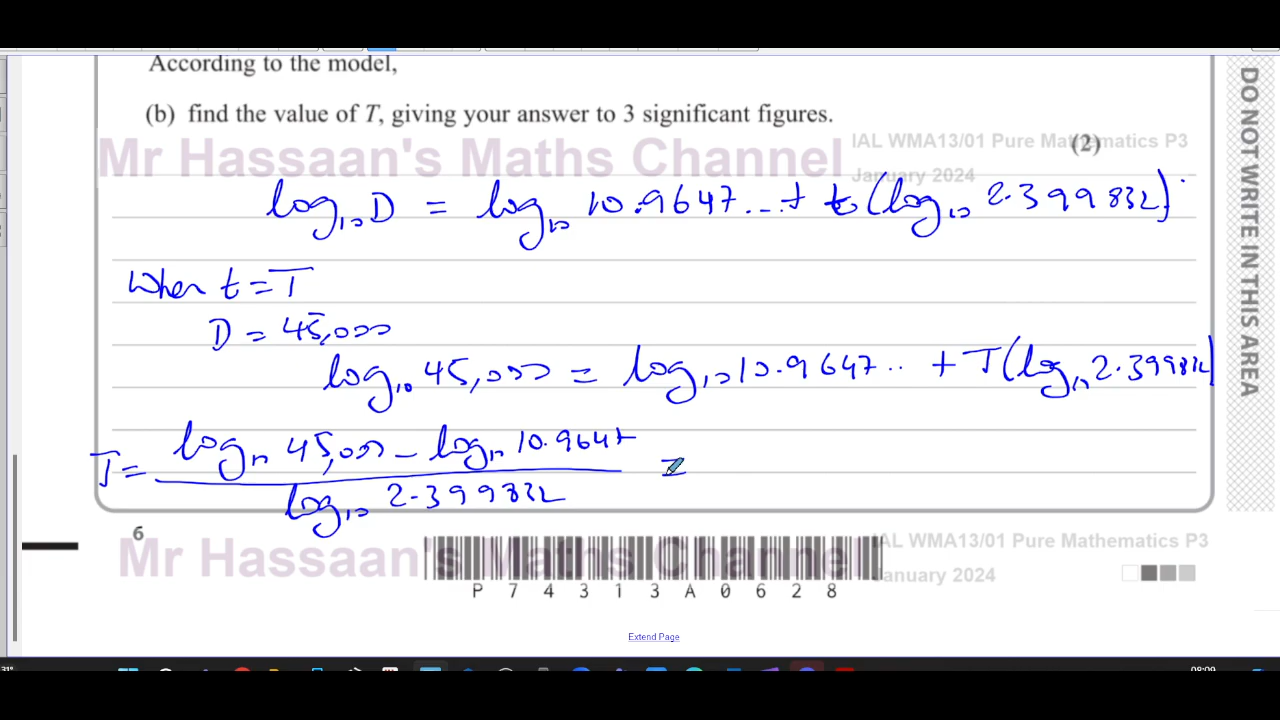 According to the model,
(b) find the value of T, giving your answer to 3 significant figures.
(2)
Mr Hassaan's Maths Channel
IAL WMA13/01 Pure Mathematics P3
January 2024
log₁₀ D = log₁₀ 10.9647... + t(log₁₀ 2.399832)
When t = T
D = 45,000
log₁₀ 45,000 = log₁₀ 10.9647.. + T(log₁₀ 2.399832)
T = (log₁₀ 45,000 - log₁₀ 10.9647) / (log₁₀ 2.399832) =
6
Mr Hassaan's Maths Channel
IAL WMA13/01 Pure Mathematics P3
January 2024
P 7 4 3 1 3 A 0 6 2 8
Extend Page
DO NOT WRITE IN THIS AREA
31°
08:09